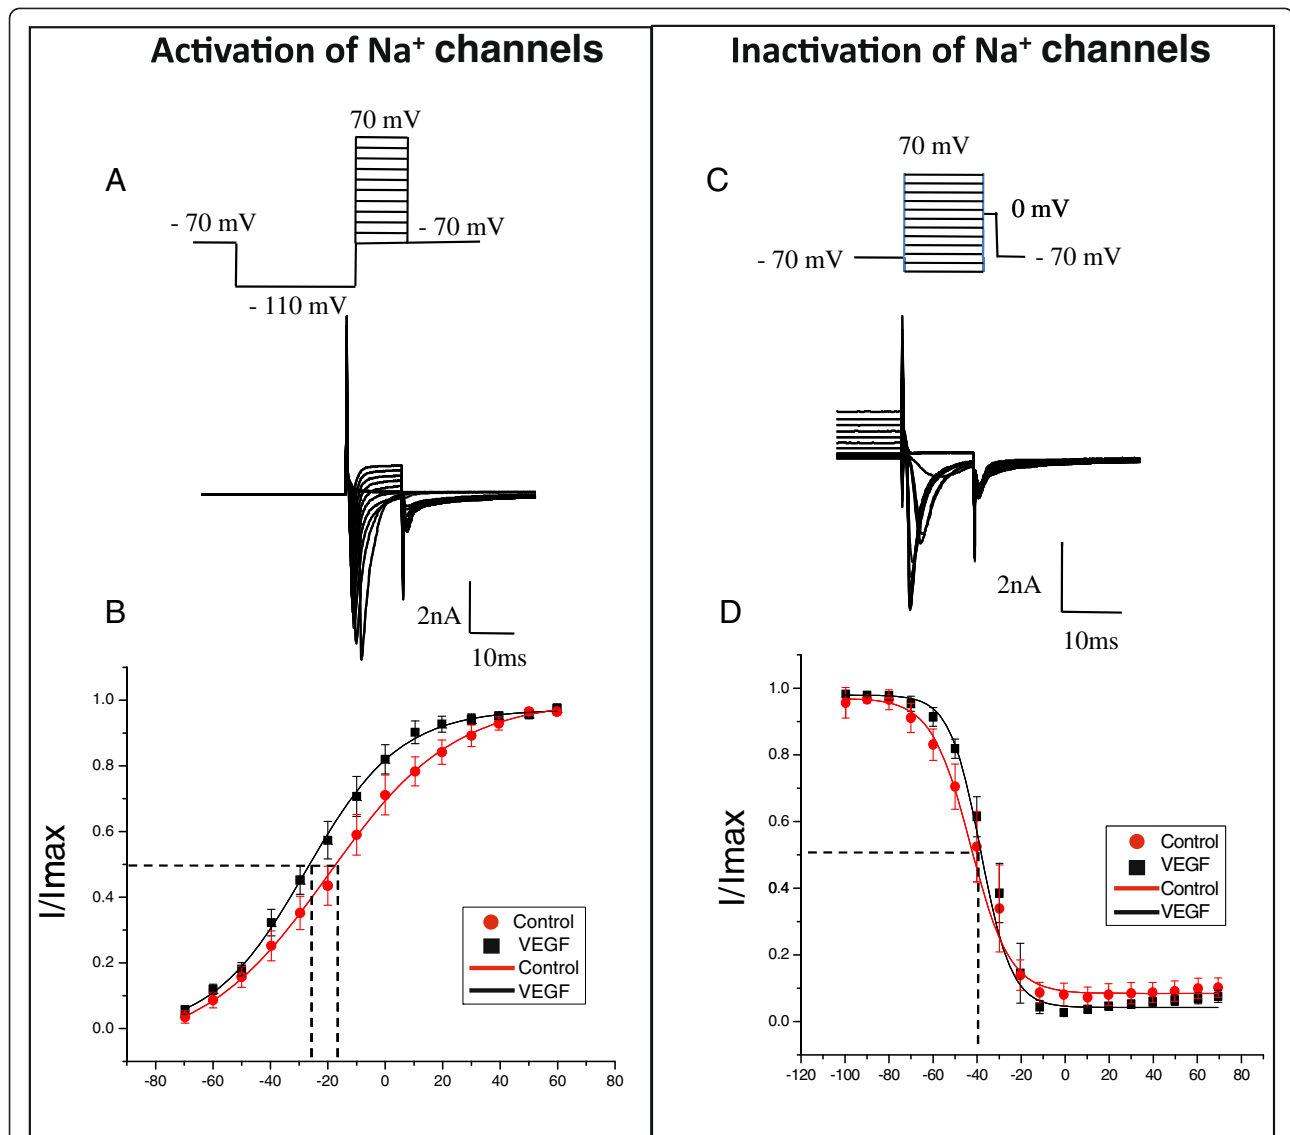 Activation of Na⁺ channels
A
70 mV
- 70 mV
- 70 mV
- 110 mV
2nA
10ms
B
I/Imax
1.0
0.8
0.6
0.4
0.2
0.0
-80 -60 -40 -20 0 20 40 60 80
Control
VEGF
Control
VEGF
Inactivation of Na⁺ channels
C
70 mV
0 mV
- 70 mV
- 70 mV
2nA
10ms
D
I/Imax
1.0
0.8
0.6
0.4
0.2
0.0
-120 -100 -80 -60 -40 -20 0 20 40 60 80
Control
VEGF
Control
VEGF